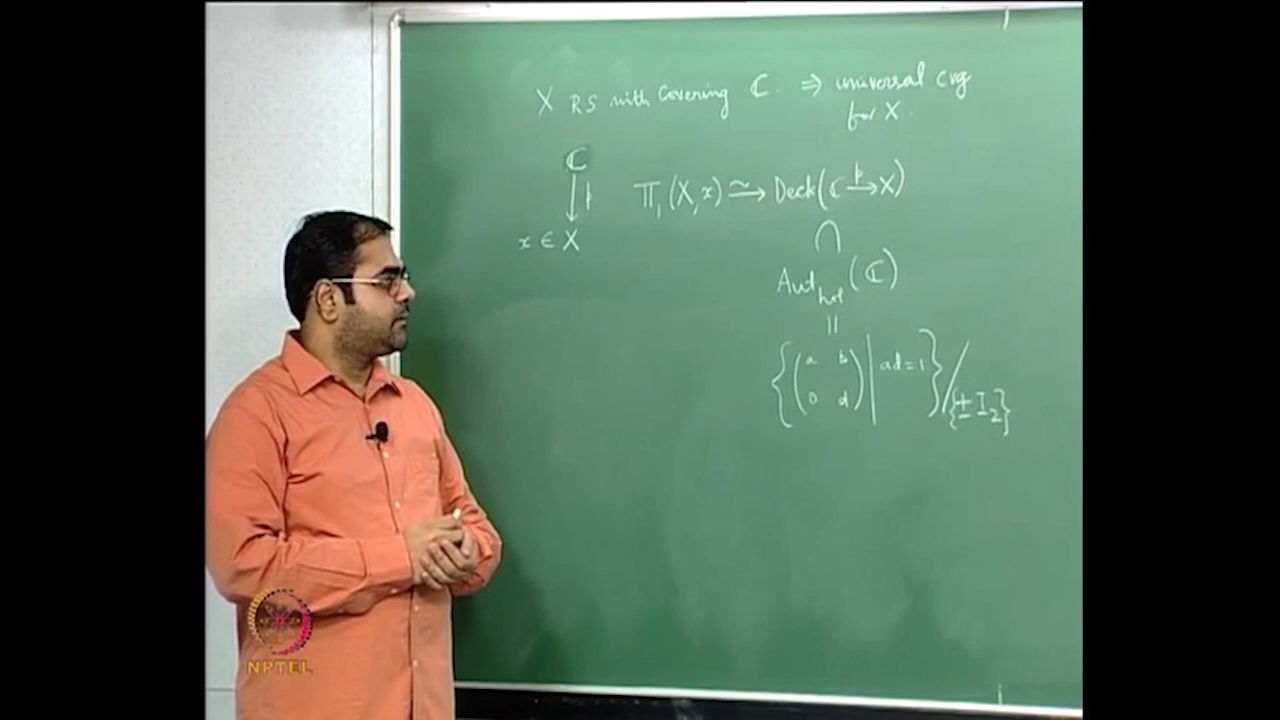 X RS with covering ℂ. ⇒ universal cvg
for X.
ℂ
↓ p
x ∈ X
Π₁(X,x) ⥲ Deck(ℂ →ᵖ X)
∩
Aut_hol(ℂ)
||
{(a b 0 d) | ad=1}/{±I₂}
NPTEL